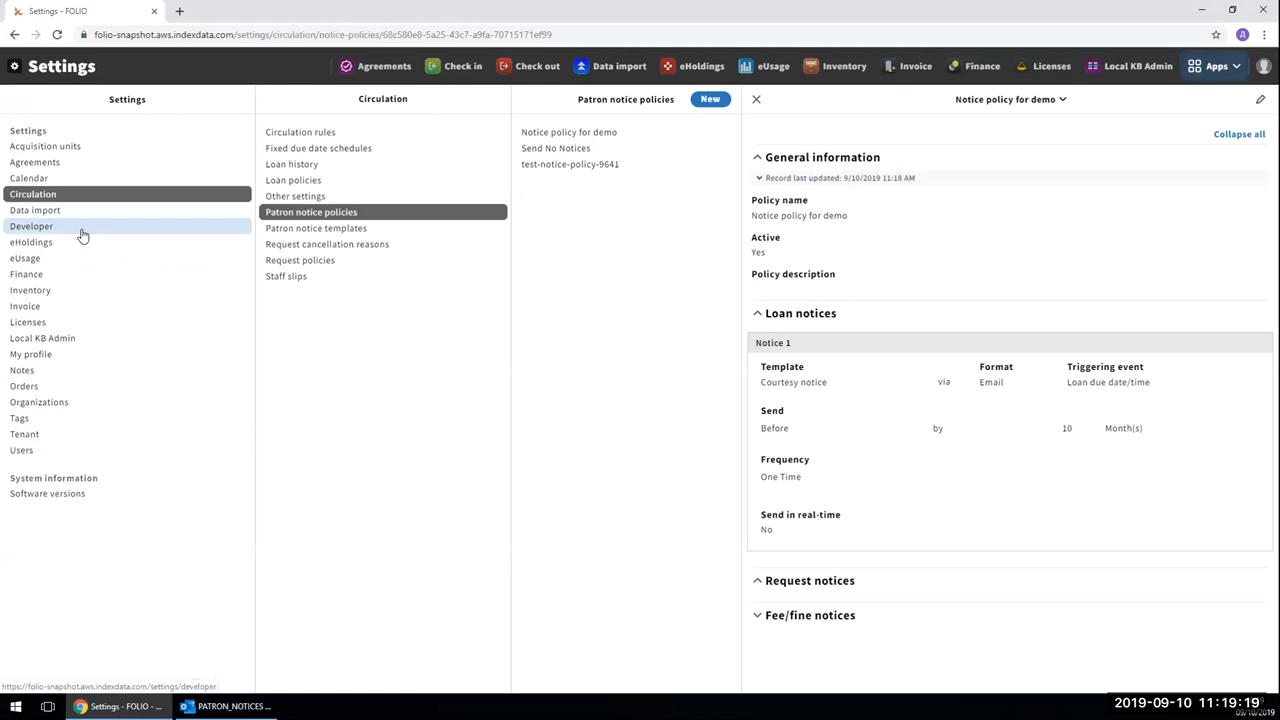 Settings - FOLIO
folio-snapshot.aws.indexdata.com/settings/circulation/notice-policies/68c580e8-5a25-43c7-a9fa-70715171ef99
Settings
Agreements
Check in
Check out
Data import
eHoldings
eUsage
Inventory
Invoice
Finance
Licenses
Local KB Admin
Apps
Settings
Settings
Acquisition units
Agreements
Calendar
Circulation
Data import
Developer
eHoldings
eUsage
Finance
Inventory
Invoice
Licenses
Local KB Admin
My profile
Notes
Orders
Organizations
Tags
Tenant
Users
System information
Software versions
Circulation
Circulation rules
Fixed due date schedules
Loan history
Loan policies
Other settings
Patron notice policies
Patron notice templates
Request cancellation reasons
Request policies
Staff slips
Patron notice policies
New
Notice policy for demo
Send No Notices
test-notice-policy-9641
Notice policy for demo
Collapse all
General information
Record last updated: 9/10/2019 11:18 AM
Policy name
Notice policy for demo
Active
Yes
Policy description
Loan notices
Notice 1
Template Format Triggering event
Courtesy notice via Email Loan due date/time
Send
Before by 10 Month(s)
Frequency
One Time
Send in real-time
No
Request notices
Fee/fine notices
https://folio-snapshot.aws.indexdata.com/settings/developer
Settings - FOLIO - ...
PATRON_NOTICES ...
2019-09-10 11:19:19
09/10/2019